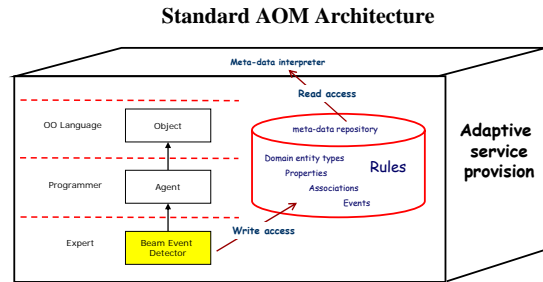 Standard AOM Architecture
Meta-data interpreter
Read access
OO Language
Object
meta-data repository
Domain entity types
Properties
Rules
Associations
Events
Programmer
Agent
Expert
Beam Event
Detector
Write access
Adaptive
service
provision